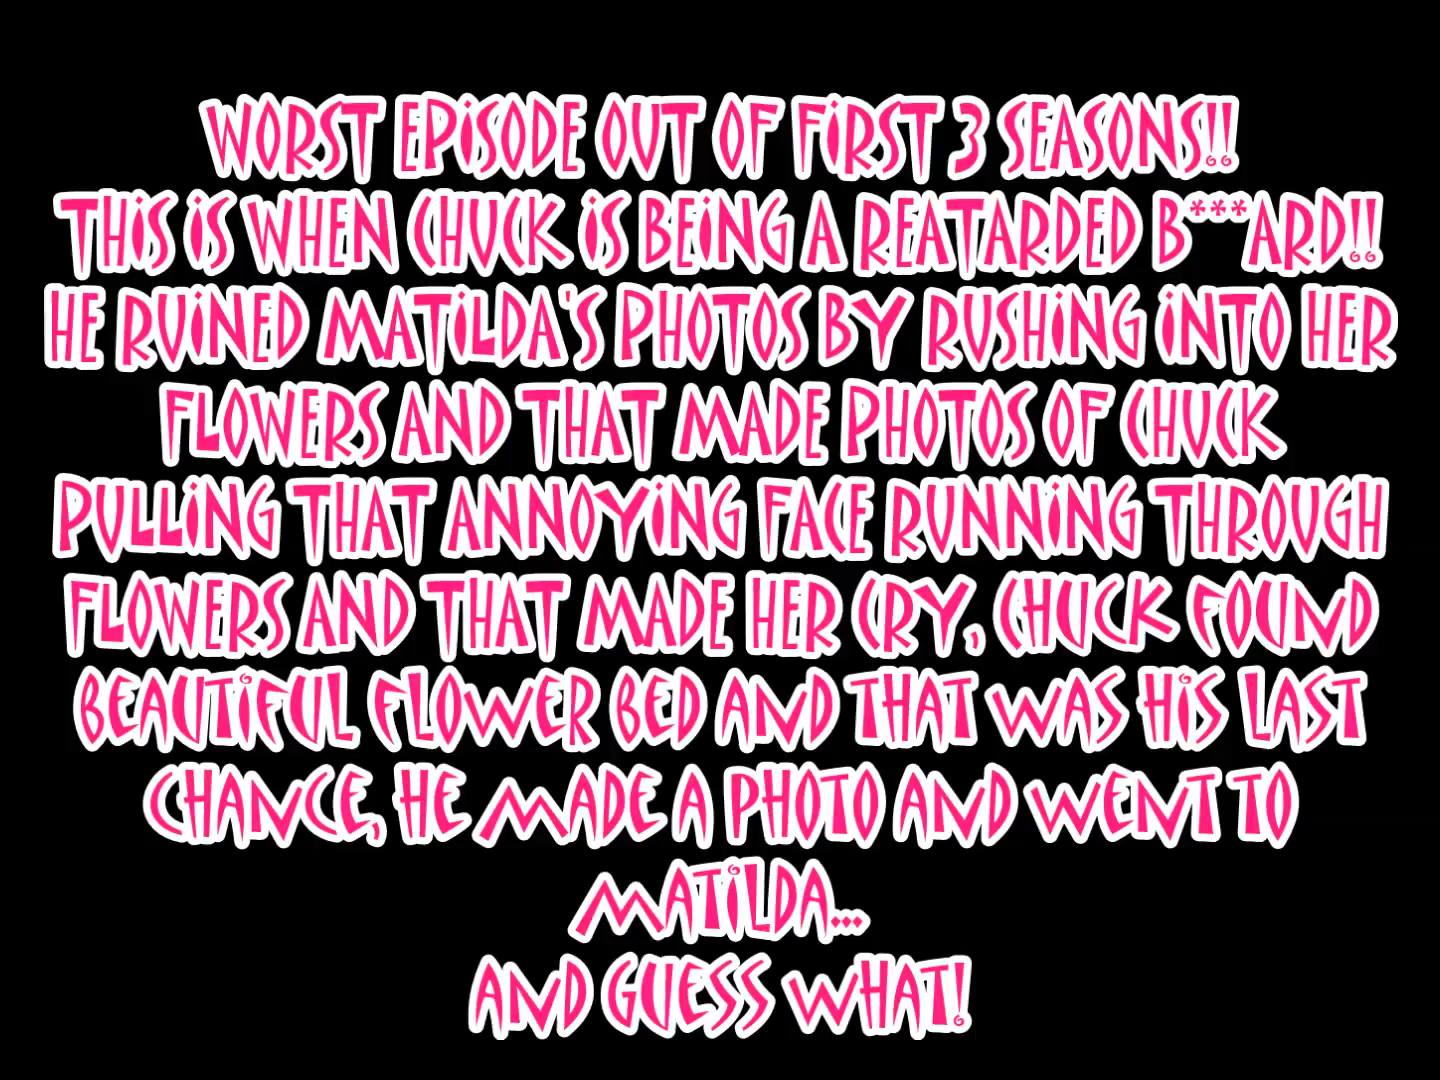 WORST EPISODE OUT OF FIRST 3 SEASONS!!
THIS IS WHEN CHUCK IS BEING A REATARDED B***ARD!!
HE RUINED MATILDA'S PHOTOS BY RUSHING INTO HER
FLOWERS AND THAT MADE PHOTOS OF CHUCK
PULLING THAT ANNOYING FACE RUNNING THROUGH
FLOWERS AND THAT MADE HER CRY, CHUCK FOUND
BEAUTIFUL FLOWER BED AND THAT WAS HIS LAST
CHANCE, HE MADE A PHOTO AND WENT TO
MATILDA...
AND GUESS WHAT!